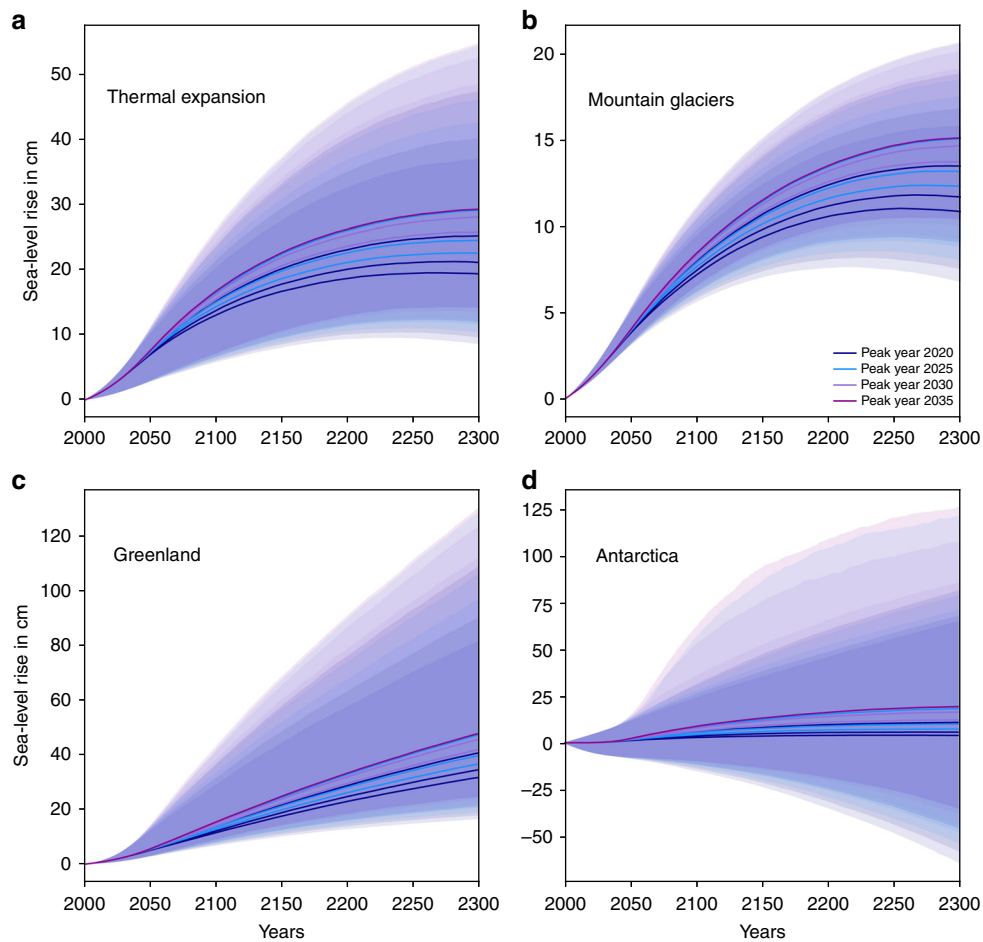 a
Thermal expansion
Sea-level rise in cm
50
40
30
20
10
0
2000 2050 2100 2150 2200 2250 2300
b
Mountain glaciers
20
15
10
5
0
Peak year 2020
Peak year 2025
Peak year 2030
Peak year 2035
2000 2050 2100 2150 2200 2250 2300
c
Greenland
Sea-level rise in cm
120
100
80
60
40
20
0
2000 2050 2100 2150 2200 2250 2300
Years
d
Antarctica
125
100
75
50
25
0
−25
−50
2000 2050 2100 2150 2200 2250 2300
Years